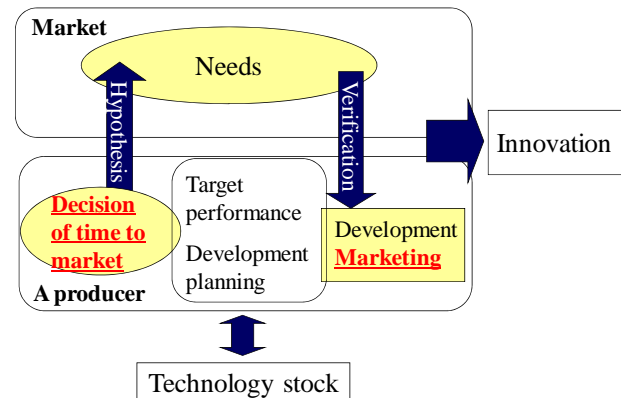 Market
Needs
Hypothesis
Verification
Innovation
Decision
of time to
market
Target
performance
Development
planning
Development
Marketing
A producer
Technology stock